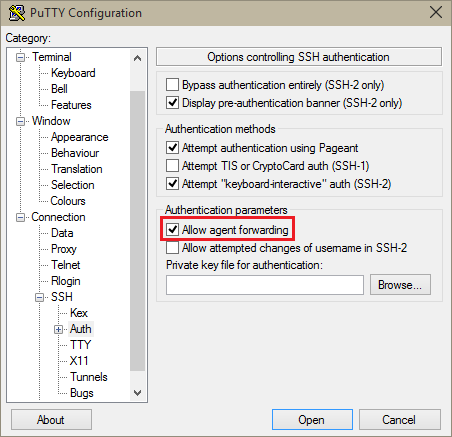 PuTTY Configuration
Category:
Terminal
Keyboard
Bell
Features
Window
Appearance
Behaviour
Translation
Selection
Colours
Connection
Data
Proxy
Telnet
Rlogin
SSH
Kex
Auth
TTY
X11
Tunnels
Bugs
Options controlling SSH authentication
Bypass authentication entirely (SSH-2 only)
Display pre-authentication banner (SSH-2 only)
Authentication methods
Attempt authentication using Pageant
Attempt TIS or CryptoCard auth (SSH-1)
Attempt "keyboard-interactive" auth (SSH-2)
Authentication parameters
Allow agent forwarding
Allow attempted changes of username in SSH-2
Private key file for authentication:
Browse...
About
Open
Cancel